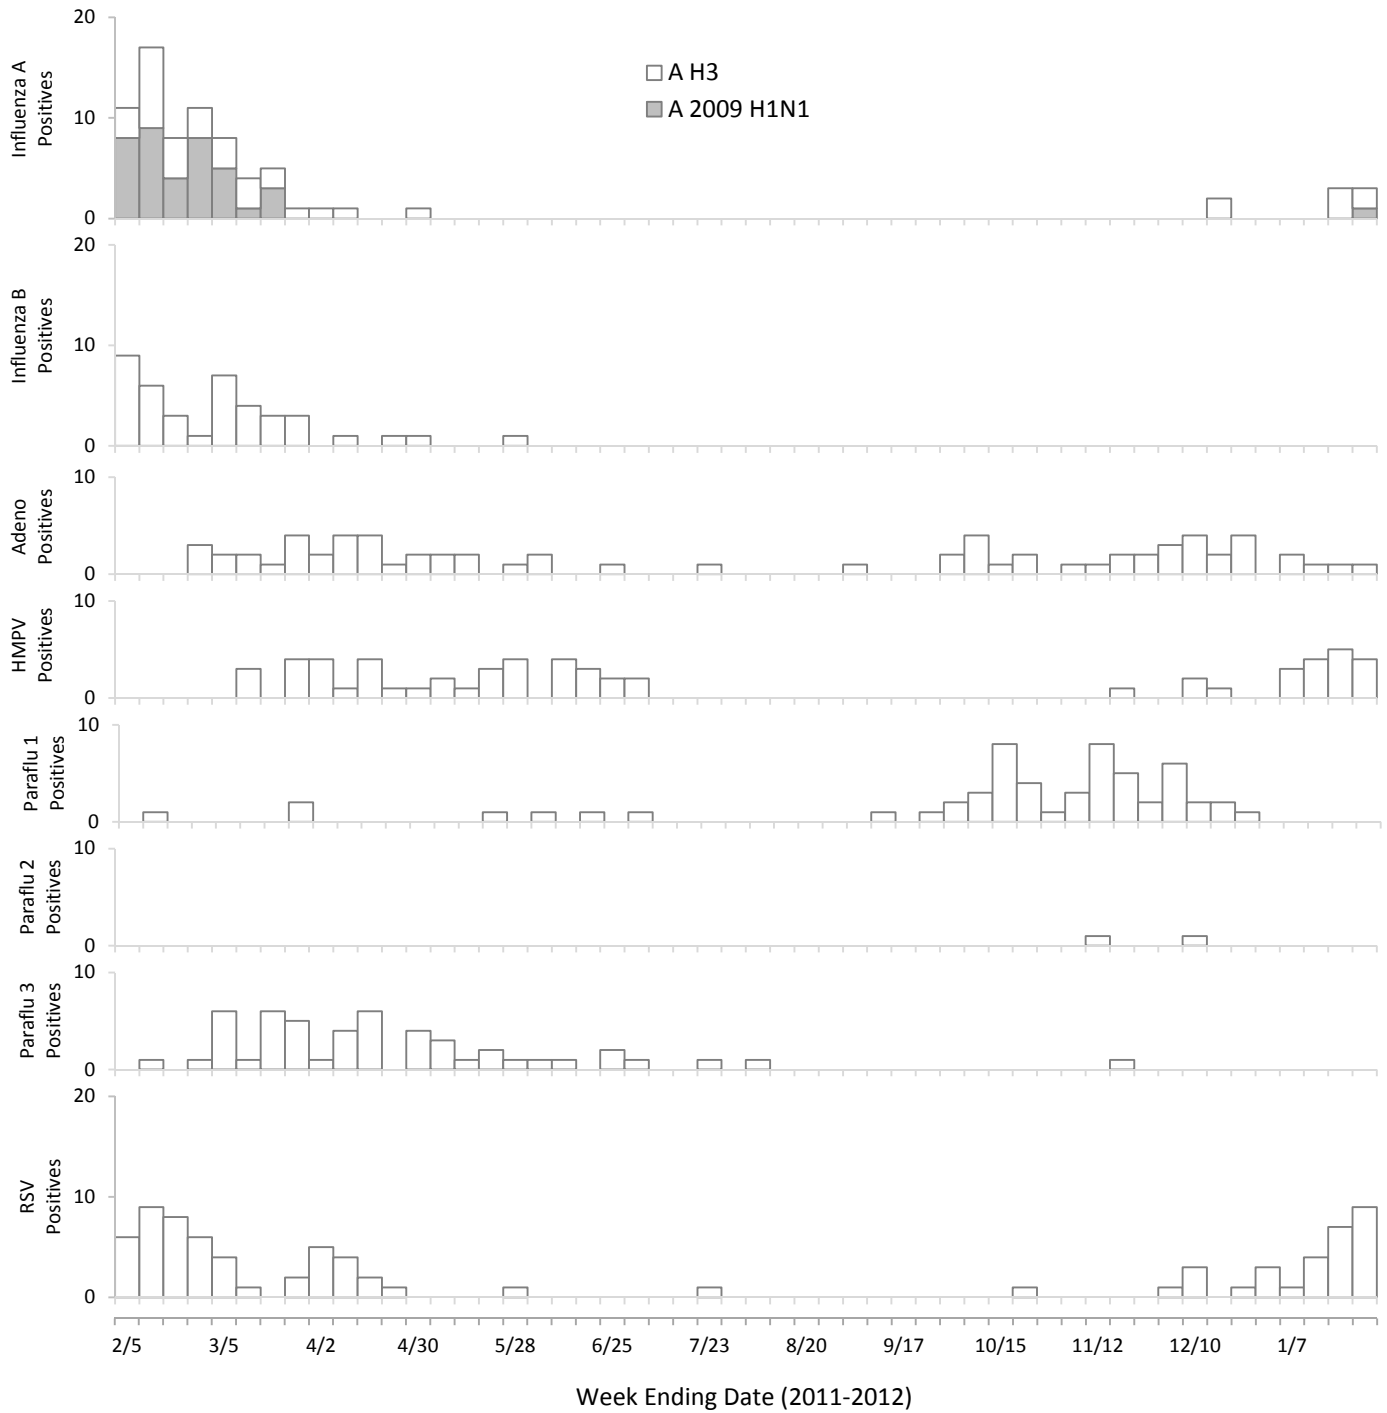 20
10
0
Influenza A
Positives
A H3
A 2009 H1N1
20
10
0
Influenza B
Positives
10
0
Adeno
Positives
10
0
HMPV
Positives
10
0
Paraflu 1
Positives
10
0
Paraflu 2
Positives
10
0
Paraflu 3
Positives
20
10
0
RSV
Positives
2/5 3/5 4/2 4/30 5/28 6/25 7/23 8/20 9/17 10/15 11/12 12/10 1/7
Week Ending Date (2011-2012)